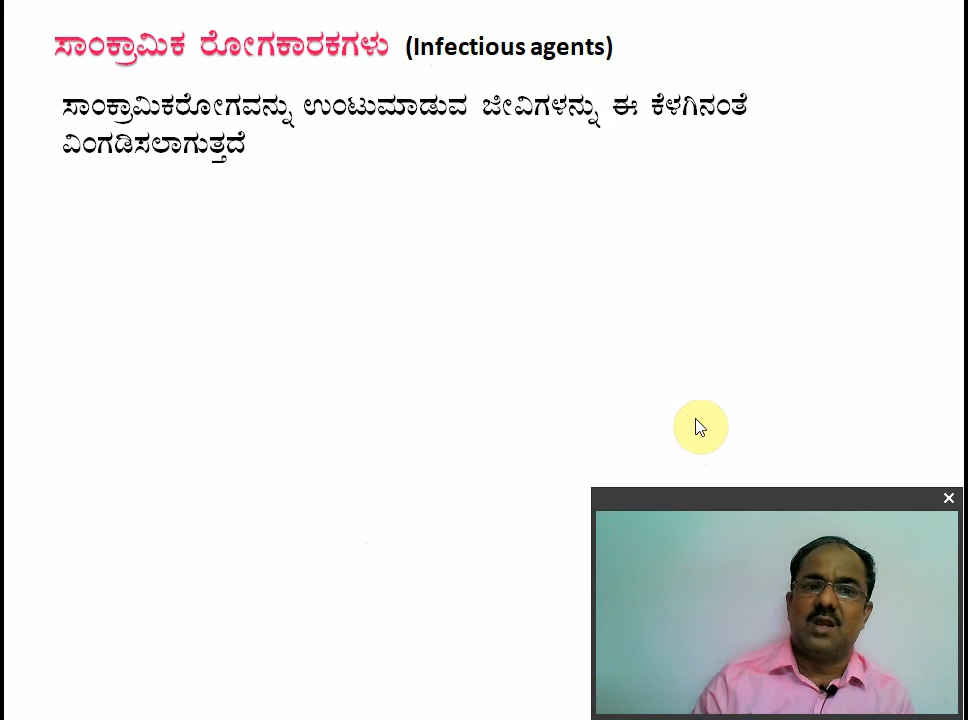 ಸಾಂಕ್ರಾಮಿಕ ರೋಗಕಾರಕಗಳು (Infectious agents)
ಸಾಂಕ್ರಾಮಿಕರೋಗವನ್ನು ಉಂಟುಮಾಡುವ ಜೀವಿಗಳನ್ನು ಈ ಕೆಳಗಿನಂತೆ
ವಿಂಗಡಿಸಲಾಗುತ್ತದೆ